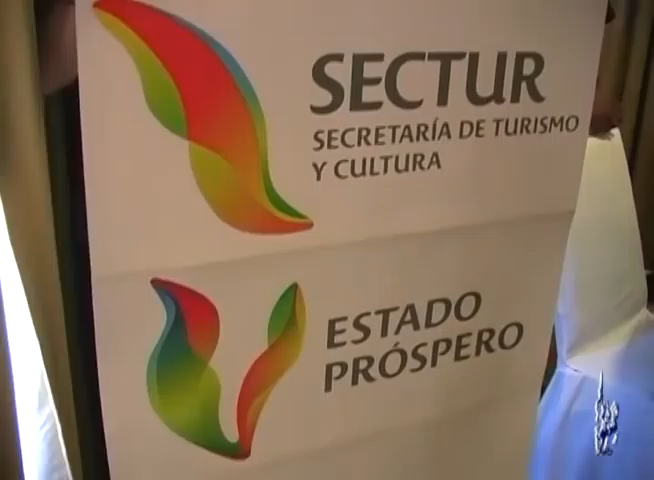 SECTUR
SECRETARÍA DE TURISMO
Y CULTURA
ESTADO
PRÓSPERO